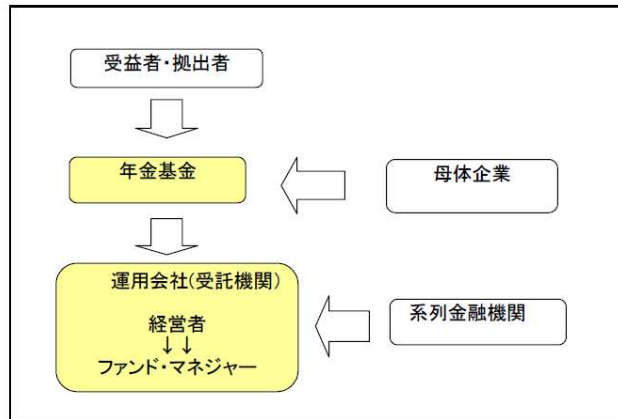 受益者・拠出者
年金基金
母体企業
運用会社(受託機関)
経営者
↓↓
ファンド・マネジャー
系列金融機関